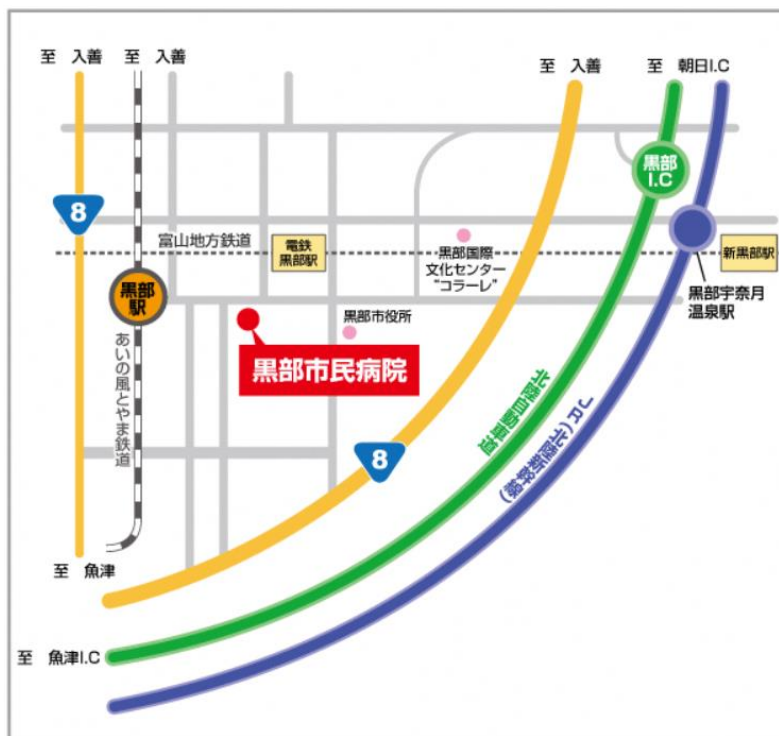 至 入善
至 入善
至 入善
至 朝日I.C
黒部
I.C
8
富山地方鉄道
電鉄
黒部駅
黒部国際
文化センター
"コラーレ"
新黒部駅
黒部宇奈月
温泉駅
黒部
駅
黒部市役所
黒部市民病院
あいの風とやま鉄道
北陸自動車道
JR(北陸新幹線)
8
至 魚津
至 魚津I.C